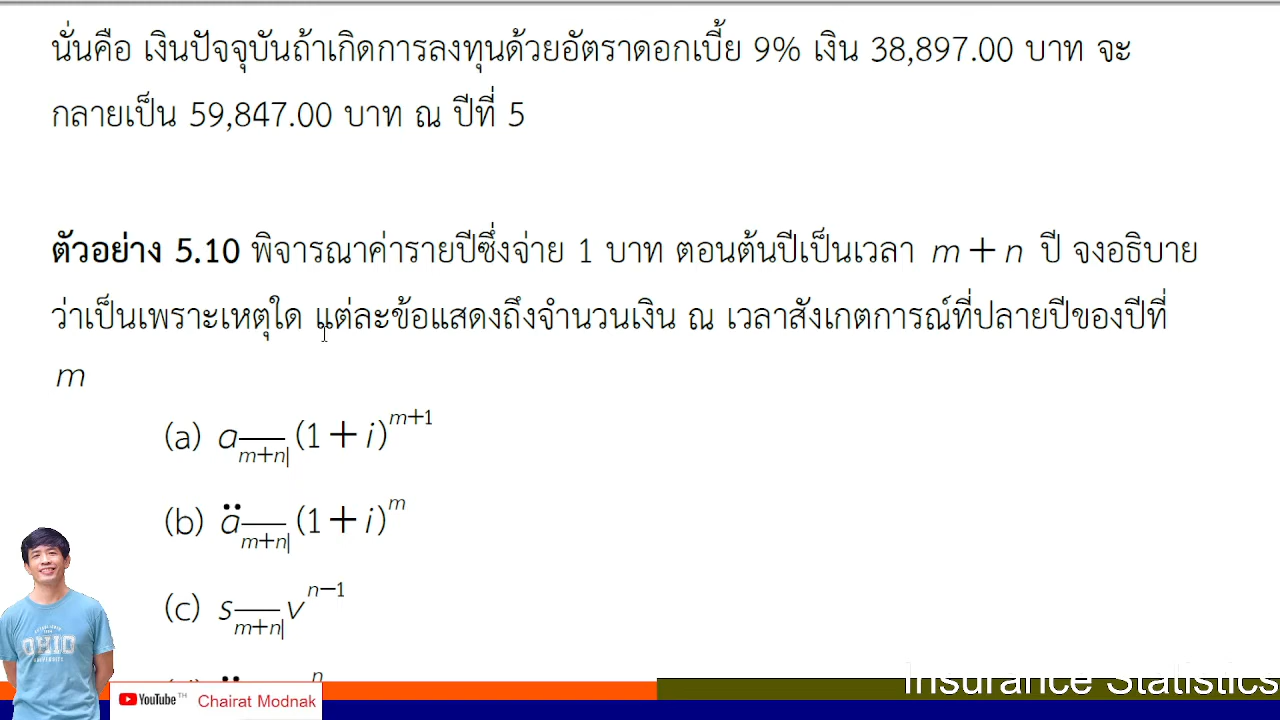 นั่นคือ เงินปัจจุบันถ้าเกิดการลงทุนด้วยอัตราดอกเบี้ย 9% เงิน 38,897.00 บาท จะ
กลายเป็น 59,847.00 บาท ณ ปีที่ 5
ตัวอย่าง 5.10 พิจารณาค่ารายปีซึ่งจ่าย 1 บาท ตอนต้นปีเป็นเวลา m + n ปี จงอธิบาย
ว่าเป็นเพราะเหตุใด แต่ละข้อแสดงถึงจำนวนเงิน ณ เวลาสังเกตการณ์ที่ปลายปีของปีที่
m
(a) a_{\overline{m+n}|}(1+i)^{m+1}
(b) ä_{\overline{m+n}|}(1+i)^{m}
(c) s_{\overline{m+n}|}v^{n-1}
n
OHIO
UNIVERSITY
YouTube TH Chairat Modnak
Insurance Statistics